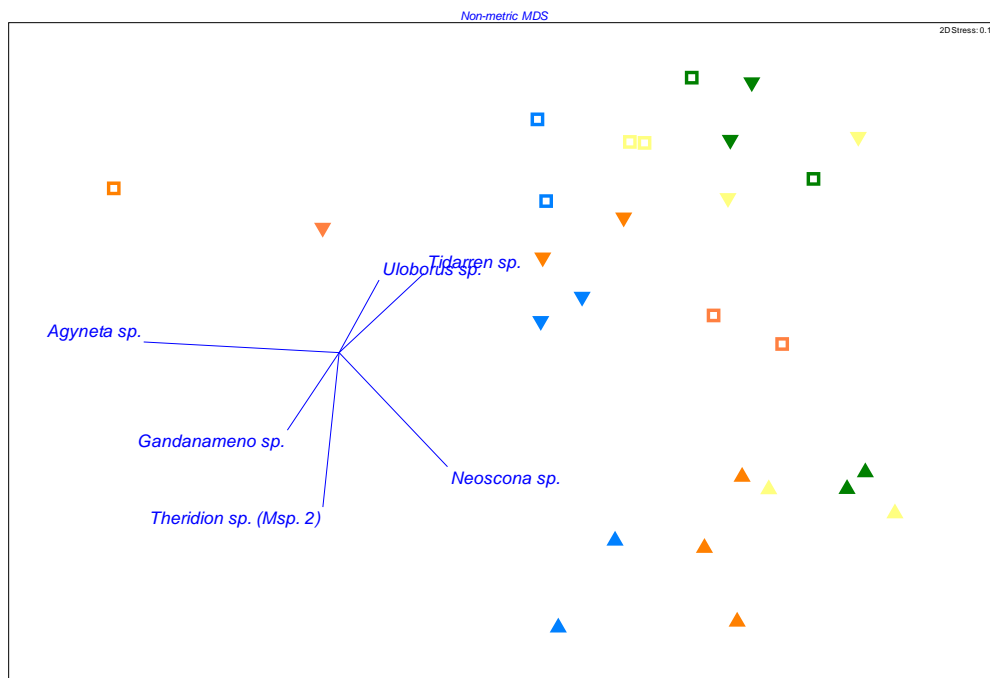 Non-metric MDS
2D Stress: 0.1
Tidarren sp.
Uloborus sp.
Agyneta sp.
Gandanameno sp.
Neoscona sp.
Theridion sp. (Msp. 2)